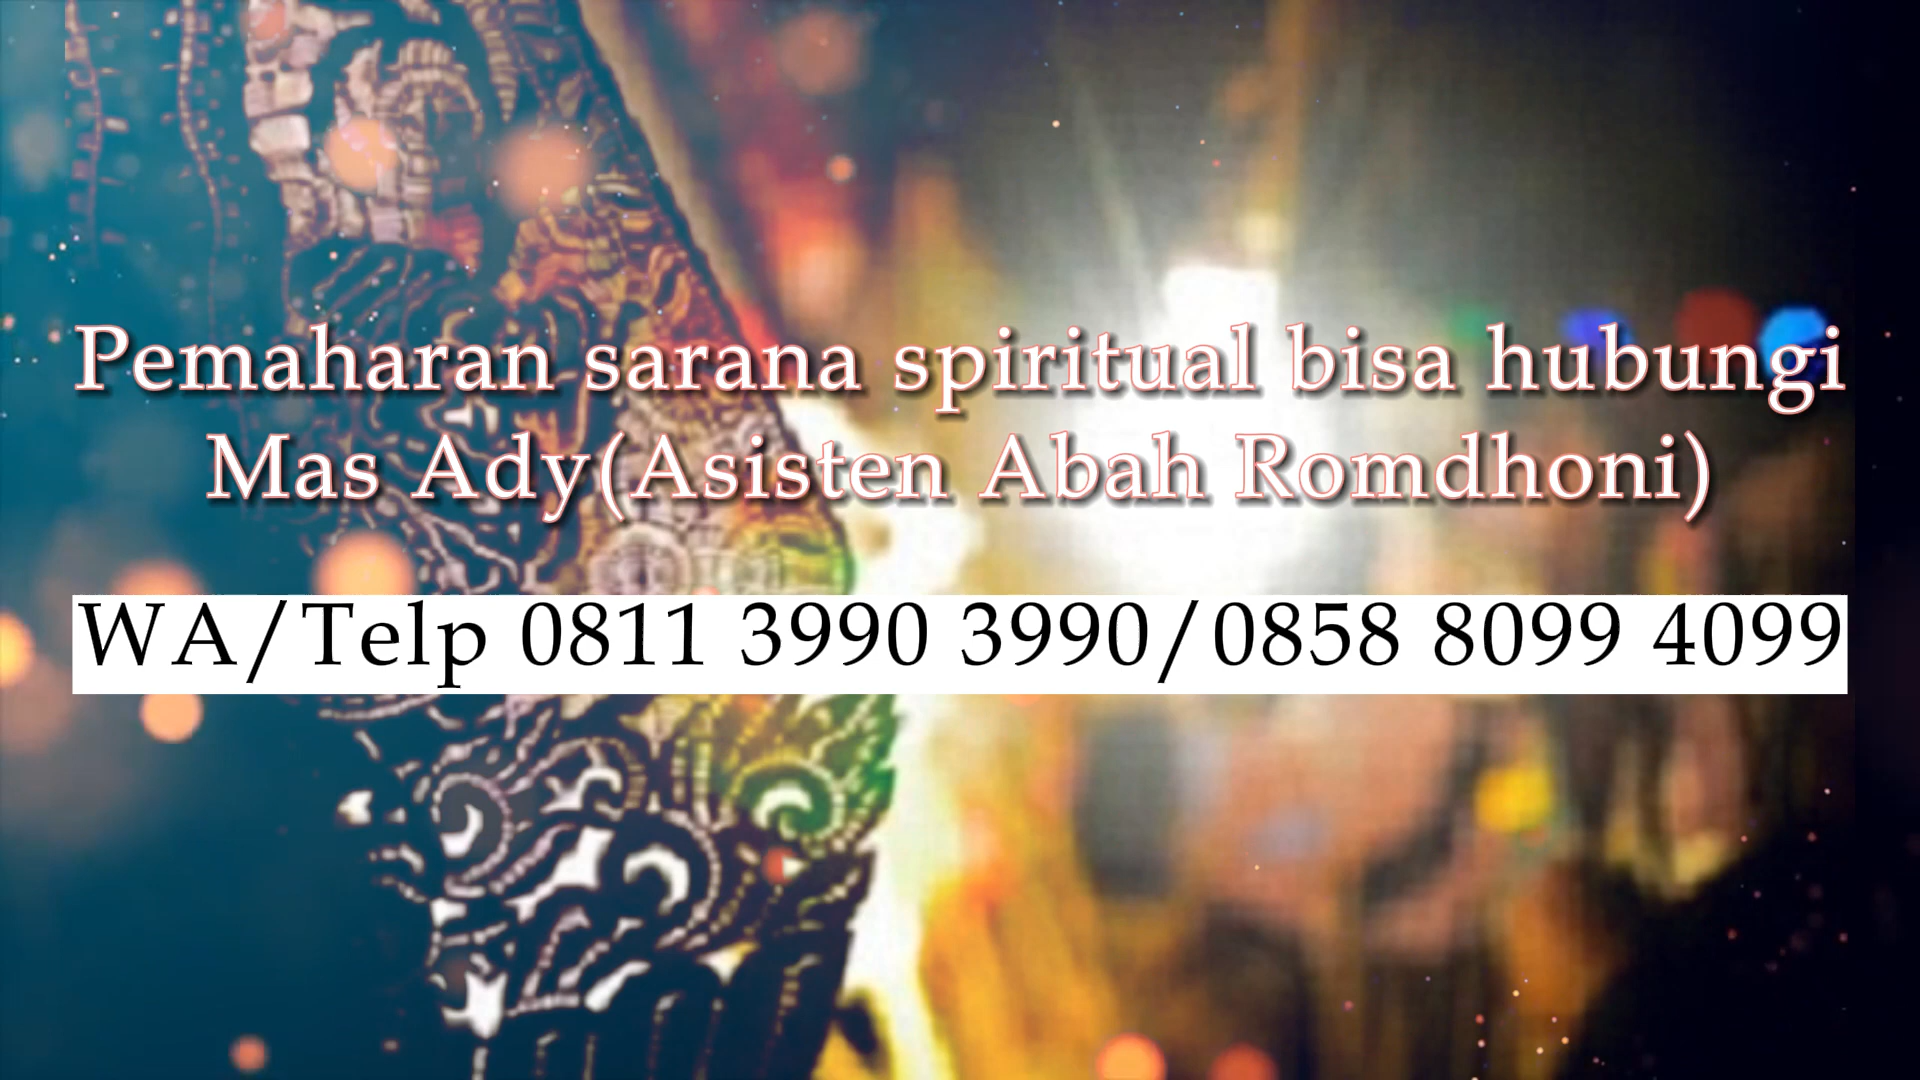 Pemaharan sarana spiritual bisa hubungi
Mas Ady(Asisten Abah Romdhoni)
WA/Telp 0811 3990 3990/0858 8099 4099